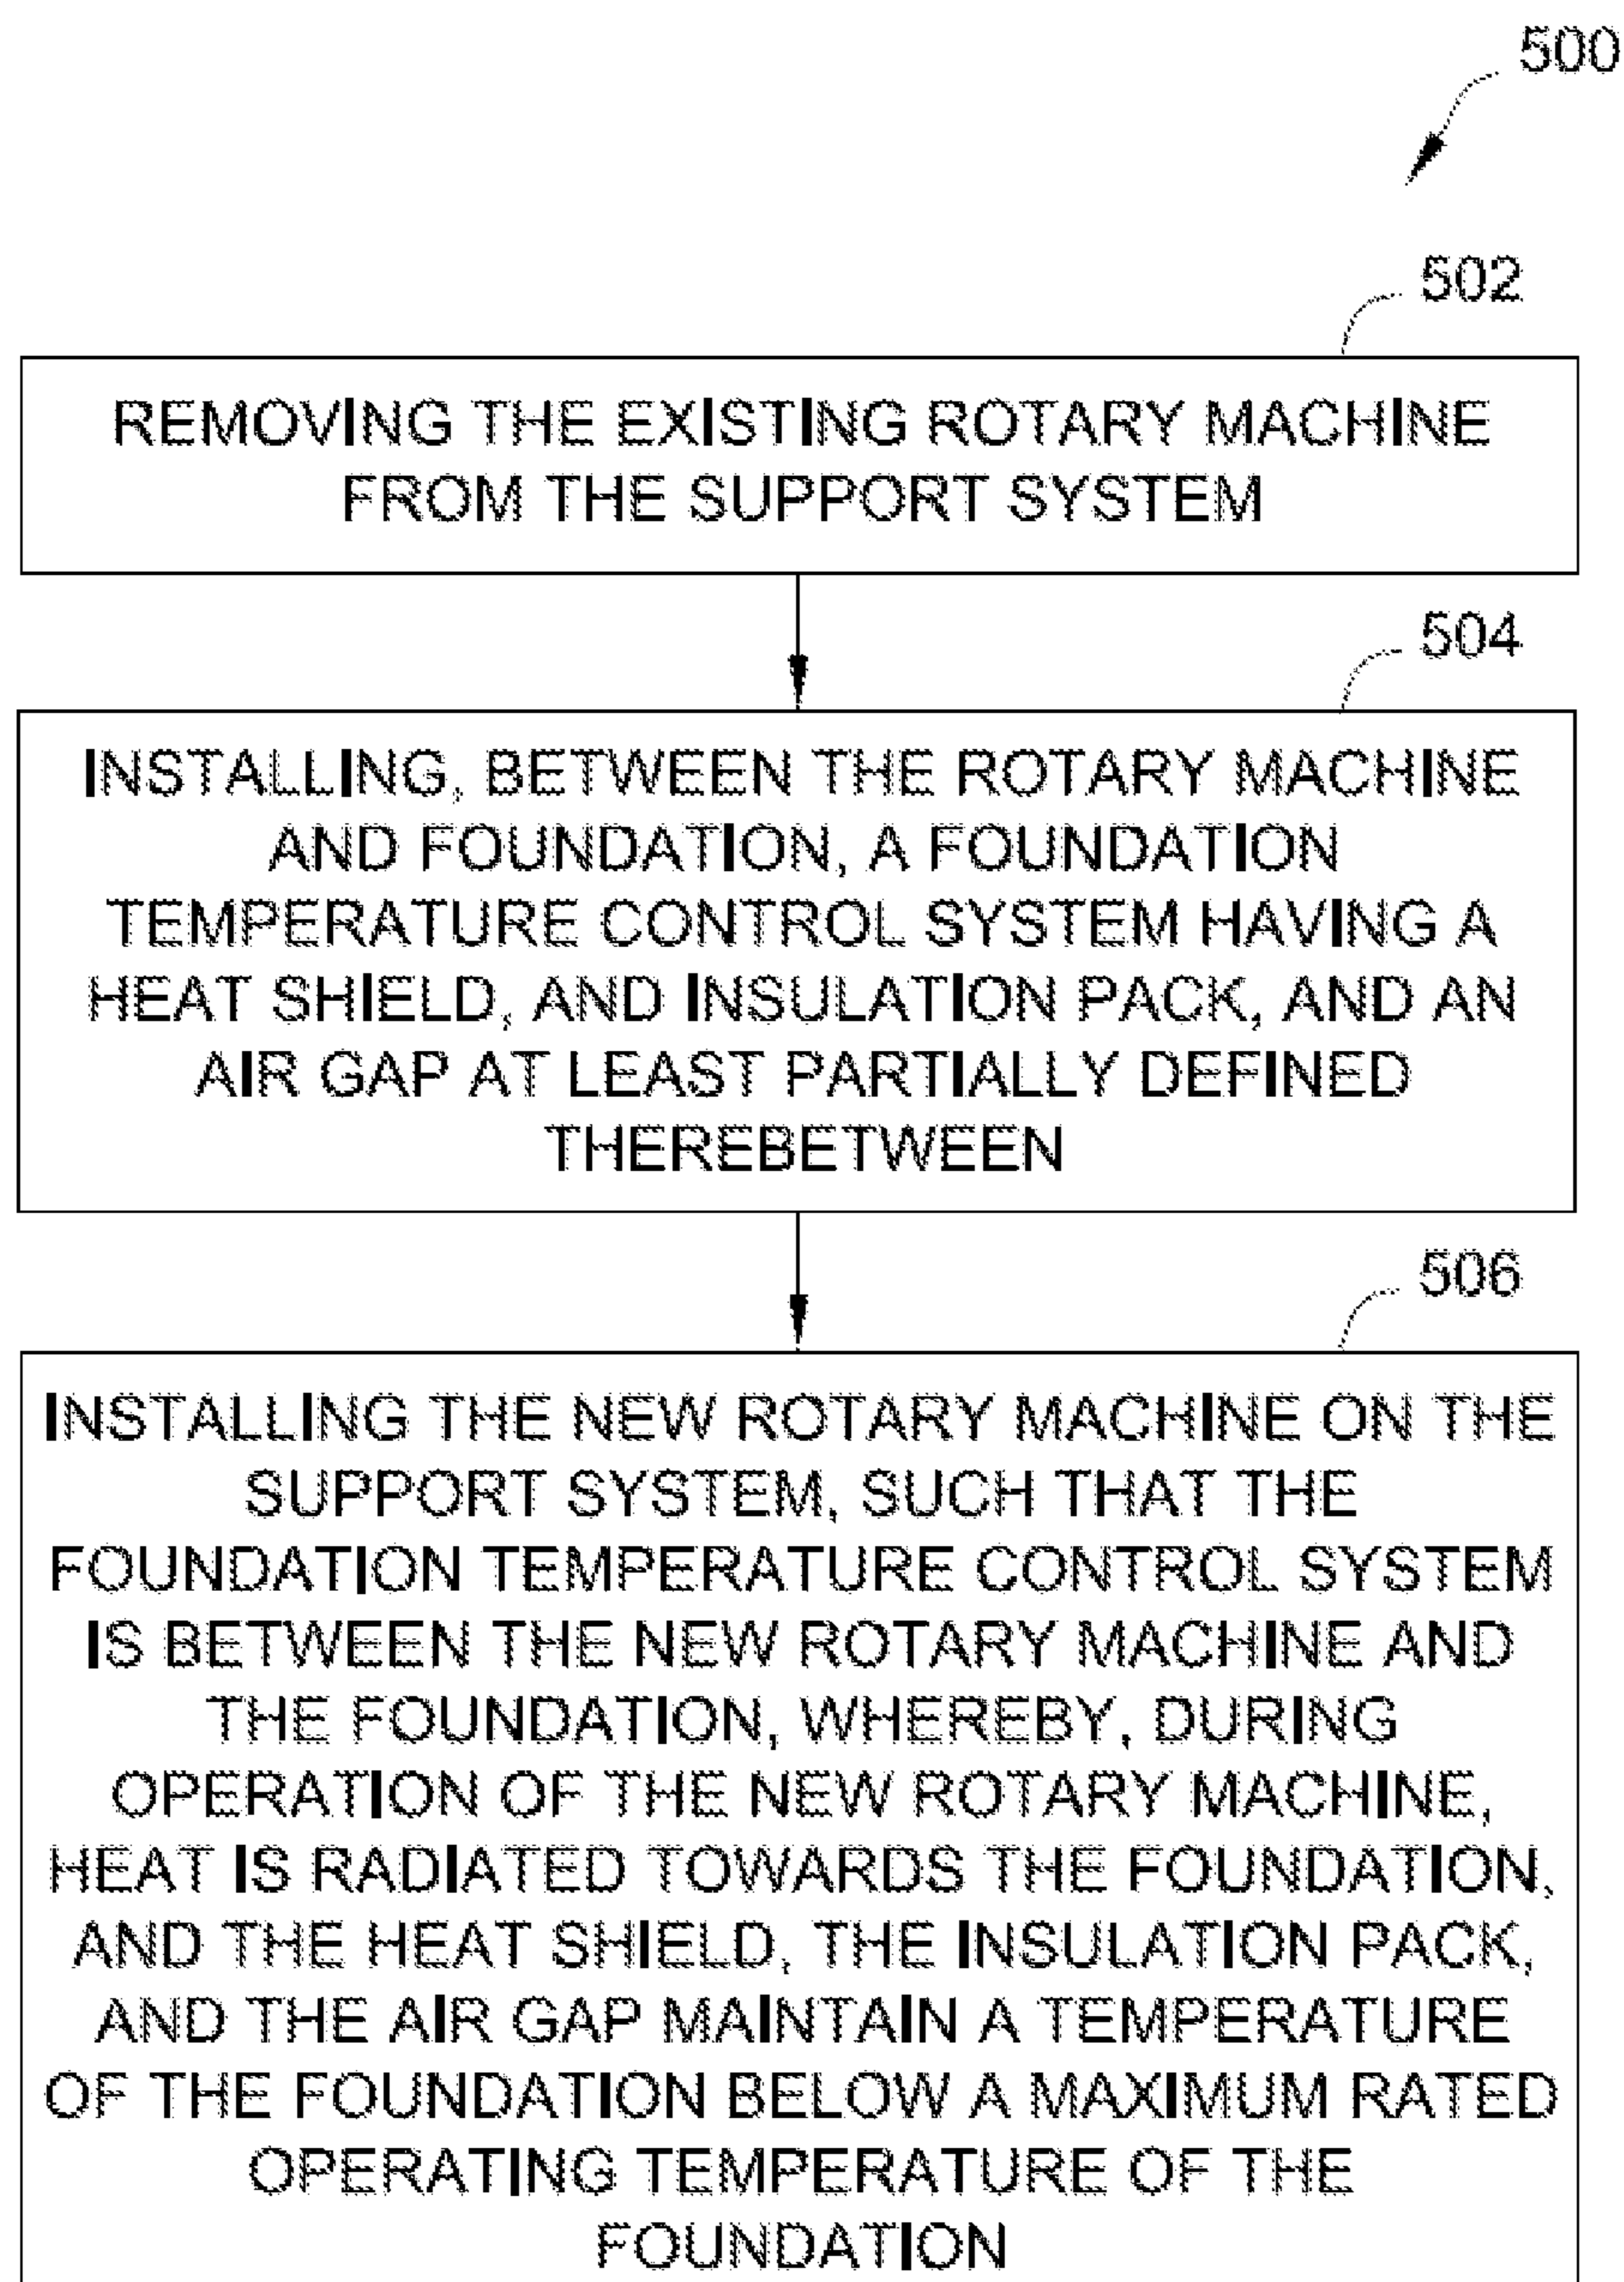 500
502
REMOVING THE EXISTING ROTARY MACHINE
FROM THE SUPPORT SYSTEM
504
INSTALLING, BETWEEN THE ROTARY MACHINE
AND FOUNDATION, A FOUNDATION
TEMPERATURE CONTROL SYSTEM HAVING A
HEAT SHIELD, AND INSULATION PACK, AND AN
AIR GAP AT LEAST PARTIALLY DEFINED
THEREBETWEEN
506
INSTALLING THE NEW ROTARY MACHINE ON THE
SUPPORT SYSTEM, SUCH THAT THE
FOUNDATION TEMPERATURE CONTROL SYSTEM
IS BETWEEN THE NEW ROTARY MACHINE AND
THE FOUNDATION, WHEREBY, DURING
OPERATION OF THE NEW ROTARY MACHINE,
HEAT IS RADIATED TOWARDS THE FOUNDATION,
AND THE HEAT SHIELD, THE INSULATION PACK,
AND THE AIR GAP MAINTAIN A TEMPERATURE
OF THE FOUNDATION BELOW A MAXIMUM RATED
OPERATING TEMPERATURE OF THE
FOUNDATION